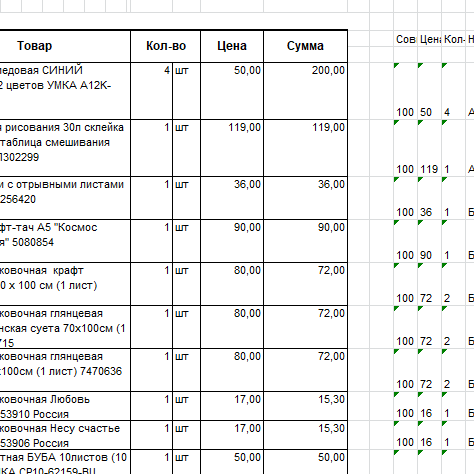 Товар Кол-во Цена Сумма Сов Цена Кол-
ледовая СИНИЙ 4 шт 50,00 200,00
2 цветов УМКА А12К-
100 50 4
я рисования 30л склейка 1 шт 119,00 119,00
таблица смешивания
1302299
100 119 1
и с отрывными листами 1 шт 36,00 36,00
256420
100 36 1 Б
фт-тач А5 "Космос 1 шт 90,00 90,00
я" 5080854
100 90 1 Б
ковочная крафт 1 шт 80,00 72,00
0 х 100 см (1 лист)
100 72 2 Б
ковочная глянцевая 1 шт 80,00 72,00
нская суета 70х100см (1
715
100 72 2 Б
ковочная глянцевая 1 шт 80,00 72,00
х100см (1 лист) 7470636
100 72 2 Б
ковочная Любовь 1 шт 17,00 15,30
53910 Россия
100 16 1 Б
ковочная Несу счастье 1 шт 17,00 15,30
53906 Россия
100 16 1 Б
тная БУБА 10листов (10 1 шт 50,00 50,00